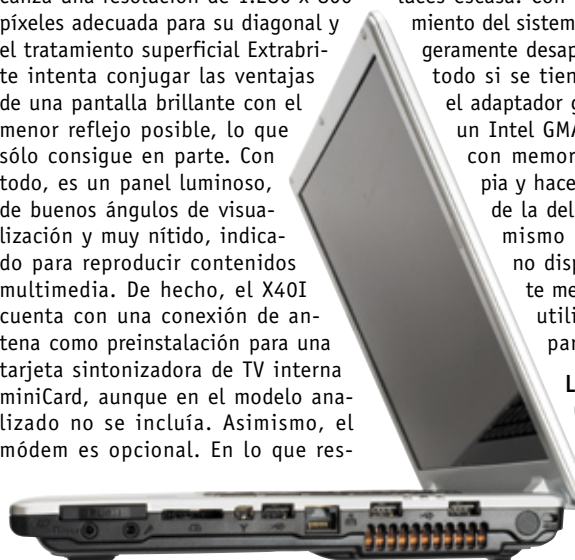 canza una resolución de 1.280 x 800
píxeles adecuada para su diagonal y
el tratamiento superficial Extrabri-
te intenta conjugar las ventajas
de una pantalla brillante con el
menor reflejo posible, lo que
sólo consigue en parte. Con
todo, es un panel luminoso,
de buenos ángulos de visua-
lización y muy nítido, indica-
do para reproducir contenidos
multimedia. De hecho, el X40I
cuenta con una conexión de an-
tena como preinstalación para una
tarjeta sintonizadora de TV interna
miniCard, aunque en el modelo ana-
lizado no se incluía. Asimismo, el
módem es opcional. En lo que res-
laces escasa. Con
miento del sistem
geramente desap
todo si se tien
el adaptador g
un Intel GMA
con memor
pia y hace
de la del
mismo
no disp
te me
utili
par
L